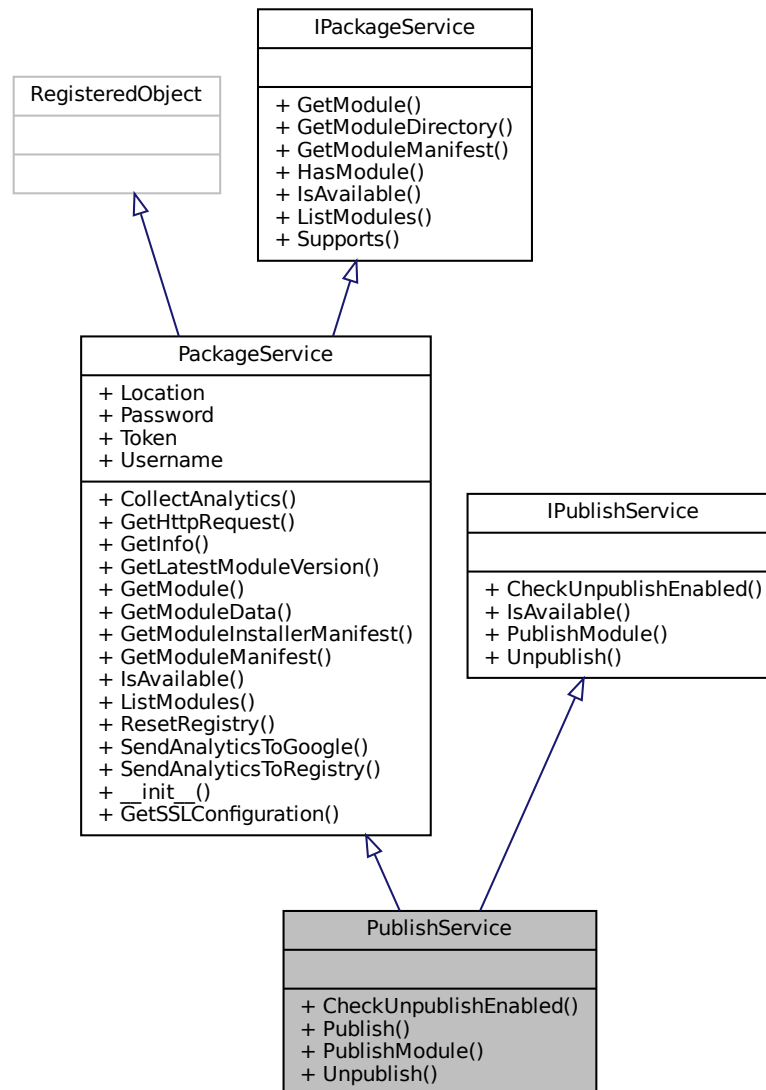 IPackageService
+ GetModule()
+ GetModuleDirectory()
+ GetModuleManifest()
+ HasModule()
+ IsAvailable()
+ ListModules()
+ Supports()
RegisteredObject
PackageService
+ Location
+ Password
+ Token
+ Username
+ CollectAnalytics()
+ GetHttpRequest()
+ GetInfo()
+ GetLatestModuleVersion()
+ GetModule()
+ GetModuleData()
+ GetModuleInstallerManifest()
+ GetModuleManifest()
+ IsAvailable()
+ ListModules()
+ ResetRegistry()
+ SendAnalyticsToGoogle()
+ SendAnalyticsToRegistry()
+ __init__()
+ GetSSLConfiguration()
IPublishService
+ CheckUnpublishEnabled()
+ IsAvailable()
+ PublishModule()
+ Unpublish()
PublishService
+ CheckUnpublishEnabled()
+ Publish()
+ PublishModule()
+ Unpublish()